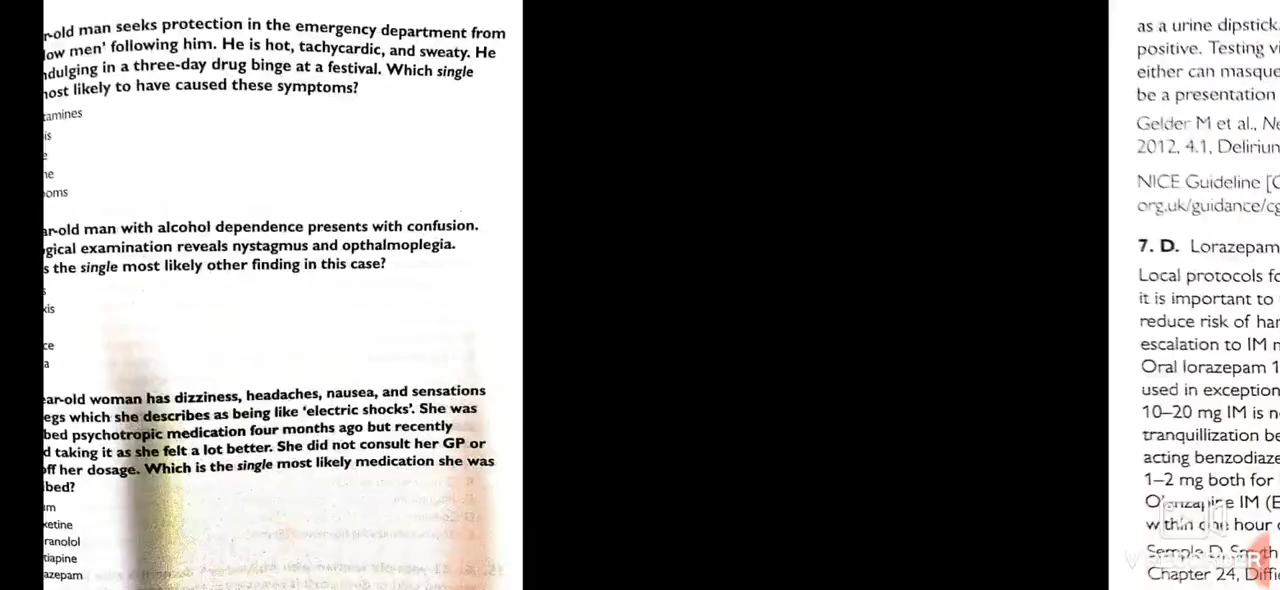 r-old man seeks protection in the emergency department from
ow men' following him. He is hot, tachycardic, and sweaty. He
ndulging in a three-day drug binge at a festival. Which single
nost likely to have caused these symptoms?
tamines
is
e
ne
oms
ar-old man with alcohol dependence presents with confusion.
gical examination reveals nystagmus and opthalmoplegia.
s the single most likely other finding in this case?
s
xis
ce
a
ear-old woman has dizziness, headaches, nausea, and sensations
egs which she describes as being like 'electric shocks'. She was
bed psychotropic medication four months ago but recently
d taking it as she felt a lot better. She did not consult her GP or
off her dosage. Which is the single most likely medication she was
bed?
m
xetine
ranolol
tiapine
azepam
as a urine dipstick.
positive. Testing vi
either can masque
be a presentation
Gelder M et al., Ne
2012, 4.1, Delirium
NICE Guideline [C
org.uk/guidance/cg
7. D. Lorazepam
Local protocols fo
it is important to
reduce risk of har
escalation to IM m
Oral lorazepam 1
used in exception
10–20 mg IM is n
tranquillization be
acting benzodiaze
1–2 mg both for
Olanzapine IM (E
within one hour o
Semple D, Smyth
Chapter 24, Diffi